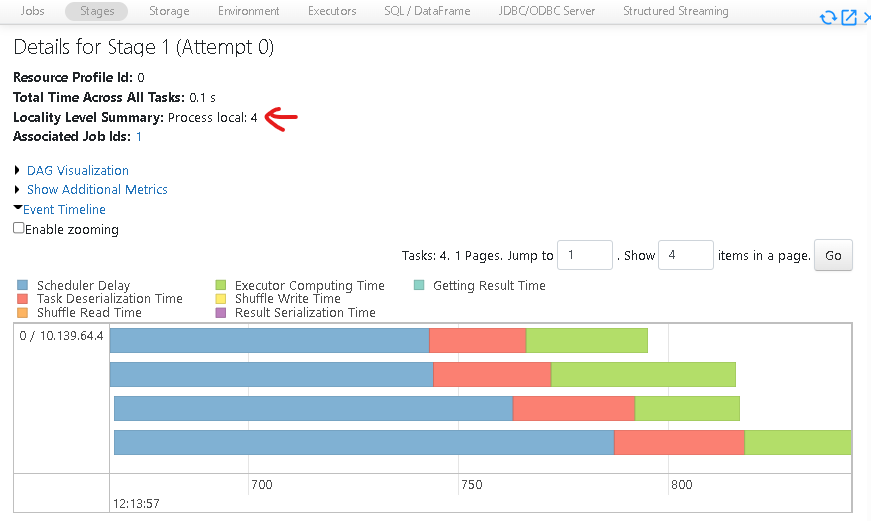 Jobs Stages Storage Environment Executors SQL / DataFrame JDBC/ODBC Server Structured Streaming
Details for Stage 1 (Attempt 0)
Resource Profile Id: 0
Total Time Across All Tasks: 0.1 s
Locality Level Summary: Process local: 4
Associated Job Ids: 1
DAG Visualization
Show Additional Metrics
Event Timeline
Enable zooming
Tasks: 4. 1 Pages. Jump to 1 . Show 4 items in a page. Go
Scheduler Delay Executor Computing Time Getting Result Time
Task Deserialization Time Shuffle Write Time
Shuffle Read Time Result Serialization Time
0 / 10.139.64.4
700 750 800
12:13:57